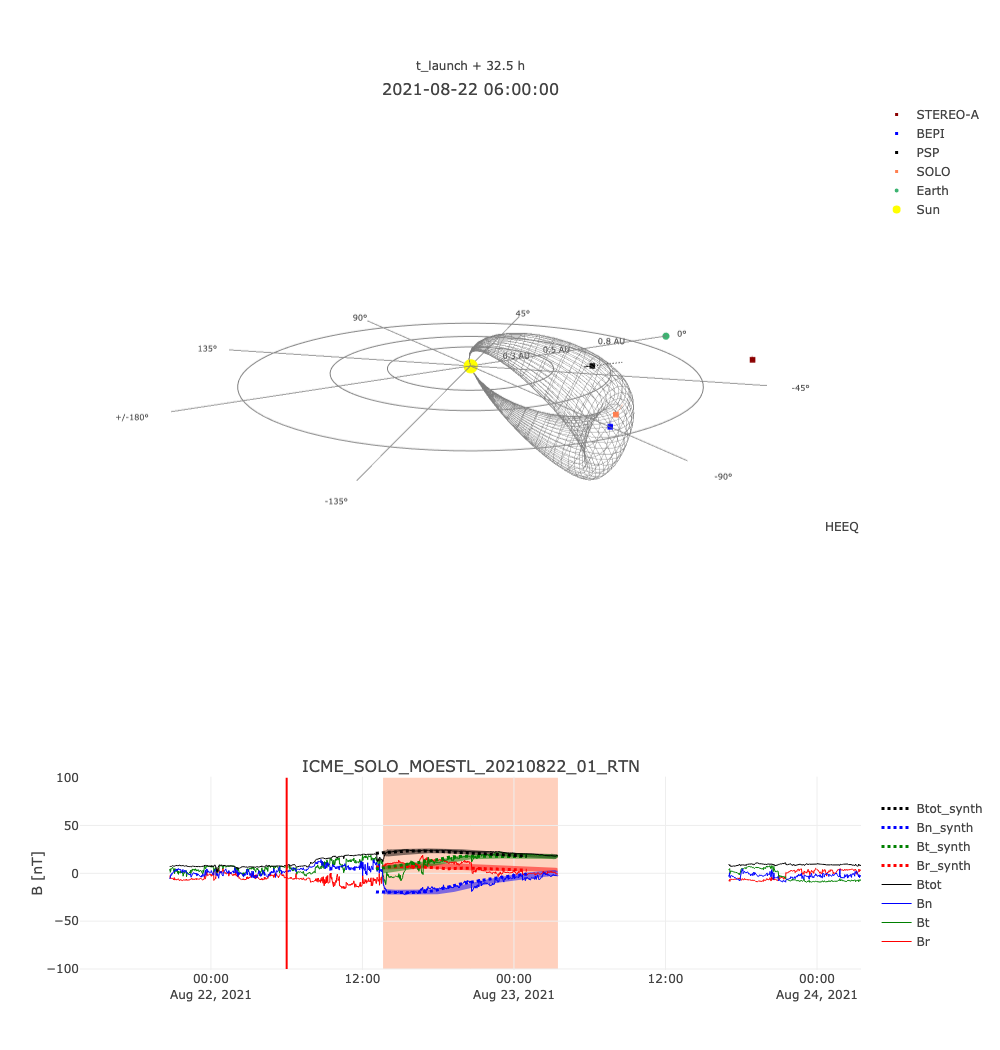 t_launch + 32.5 h
2021-08-22 06:00:00
STEREO-A
BEPI
PSP
SOLO
Earth
Sun
90°
45°
135°
0.3 AU
0.5 AU
0.8 AU
0°
-45°
+/-180°
-90°
-135°
HEEQ
ICME_SOLO_MOESTL_20210822_01_RTN
100
50
0
−50
−100
B [nT]
00:00
12:00
00:00
12:00
00:00
Aug 22, 2021
Aug 23, 2021
Aug 24, 2021
Btot_synth
Bn_synth
Bt_synth
Br_synth
Btot
Bn
Bt
Br